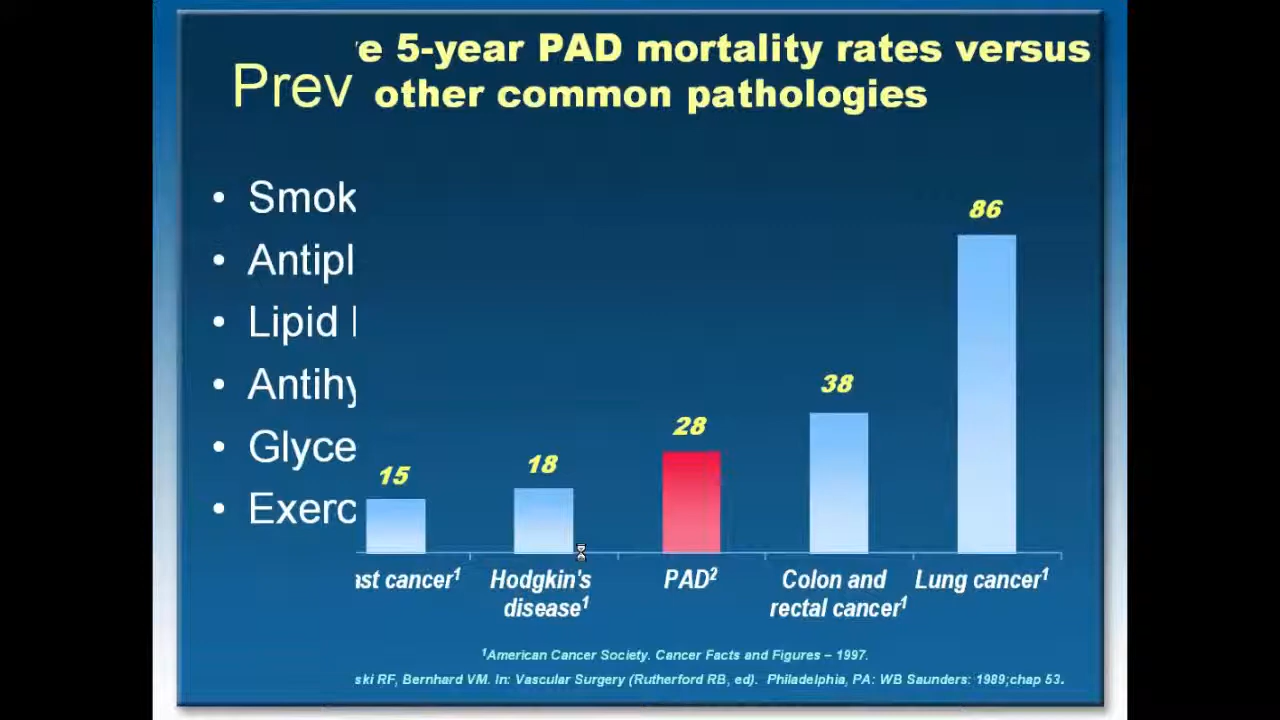 e 5-year PAD mortality rates versus
other common pathologies
Prev
• Smok
• Antipl
• Lipid
• Antihy
• Glyce
• Exerc
15
18
28
38
86
ast cancer¹
Hodgkin's
disease¹
PAD²
Colon and
rectal cancer¹
Lung cancer¹
¹American Cancer Society. Cancer Facts and Figures – 1997.
ski RF, Bernhard VM. In: Vascular Surgery (Rutherford RB, ed). Philadelphia, PA: WB Saunders: 1989;chap 53.